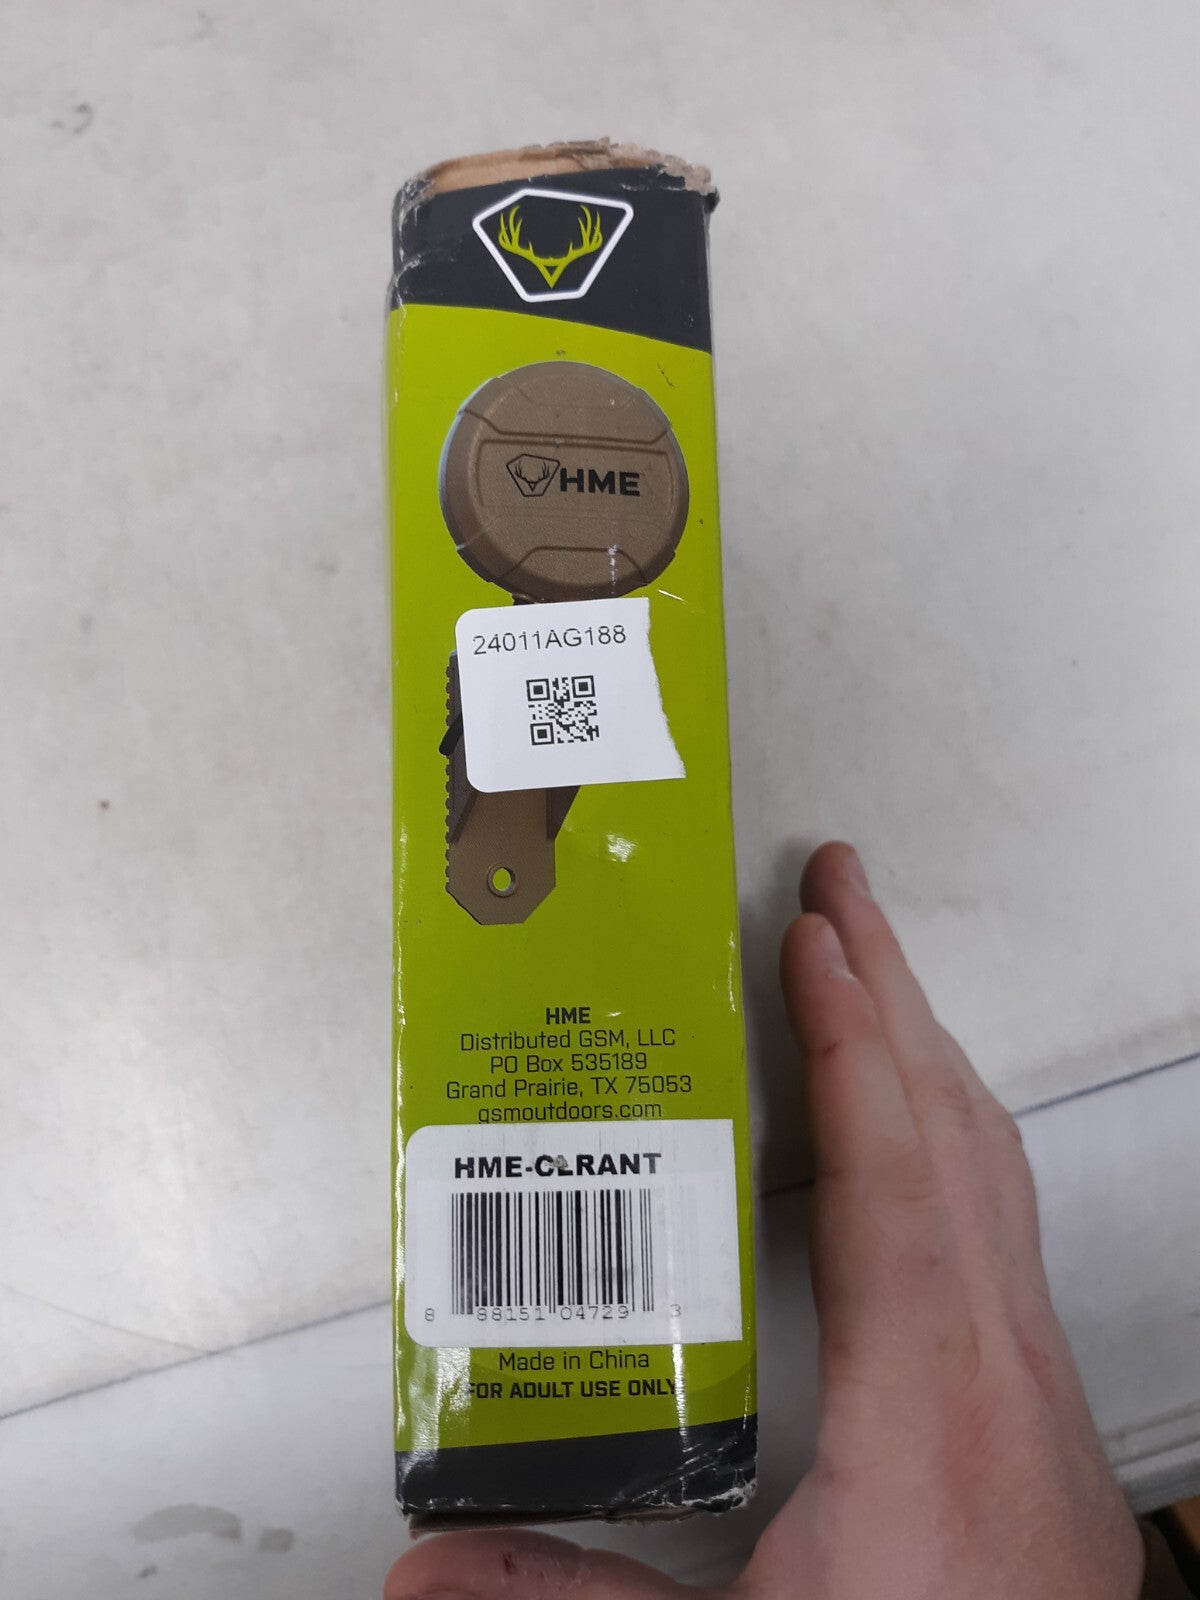 HME
24011AG188
HME
Distributed GSM, LLC
PO Box 535189
Grand Prairie, TX 75053
gsmoutdoors.com
HME-CLRANT
8 88151 04729 3
Made in China
FOR ADULT USE ONLY